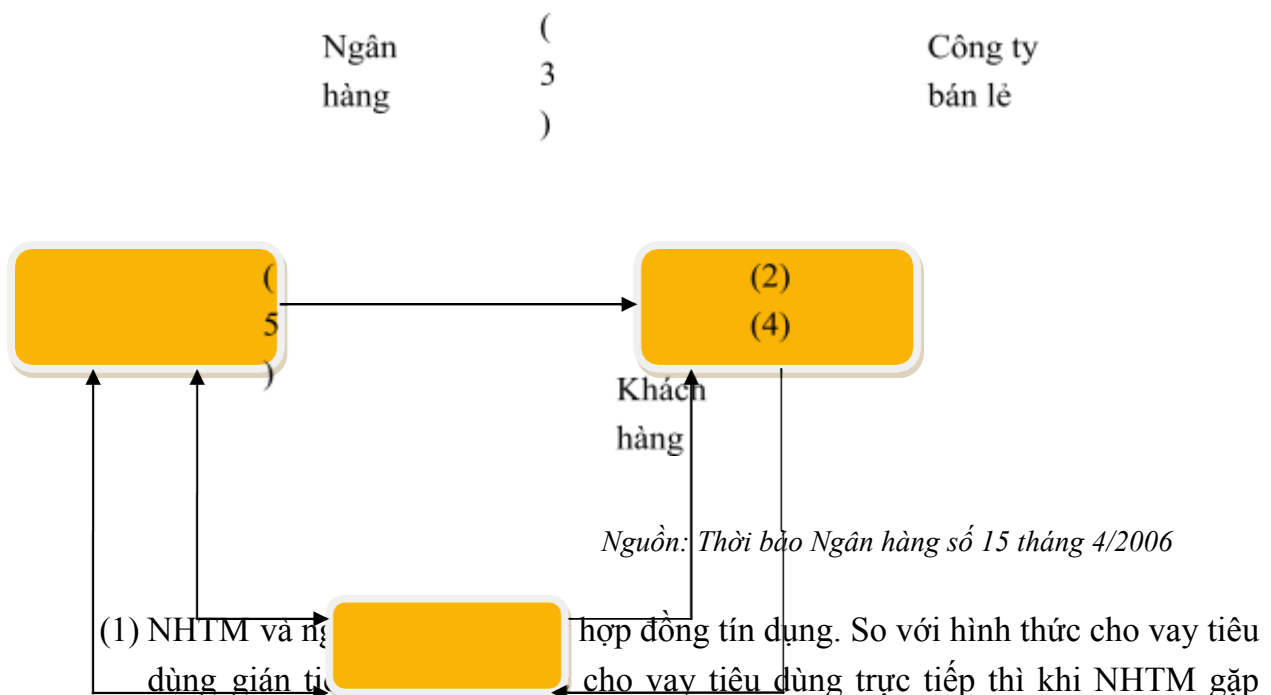 Ngân
hàng
(
3
)
Công ty
bán lẻ
(
5
)
(2)
(4)
Khách
hàng
Nguồn: Thời báo Ngân hàng số 15 tháng 4/2006
(1) NHTM và hợp đồng tín dụng. So với hình thức cho vay tiêu
dùng gián cho vay tiêu dùng trực tiếp thì khi NHTM gặp